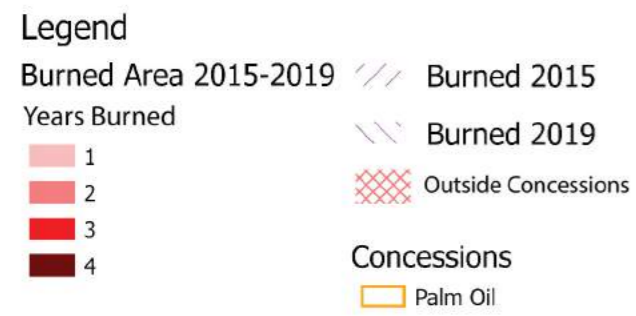 Legend
Burned Area 2015-2019
Years Burned
1
2
3
4
Burned 2015
Burned 2019
Outside Concessions
Concessions
Palm Oil